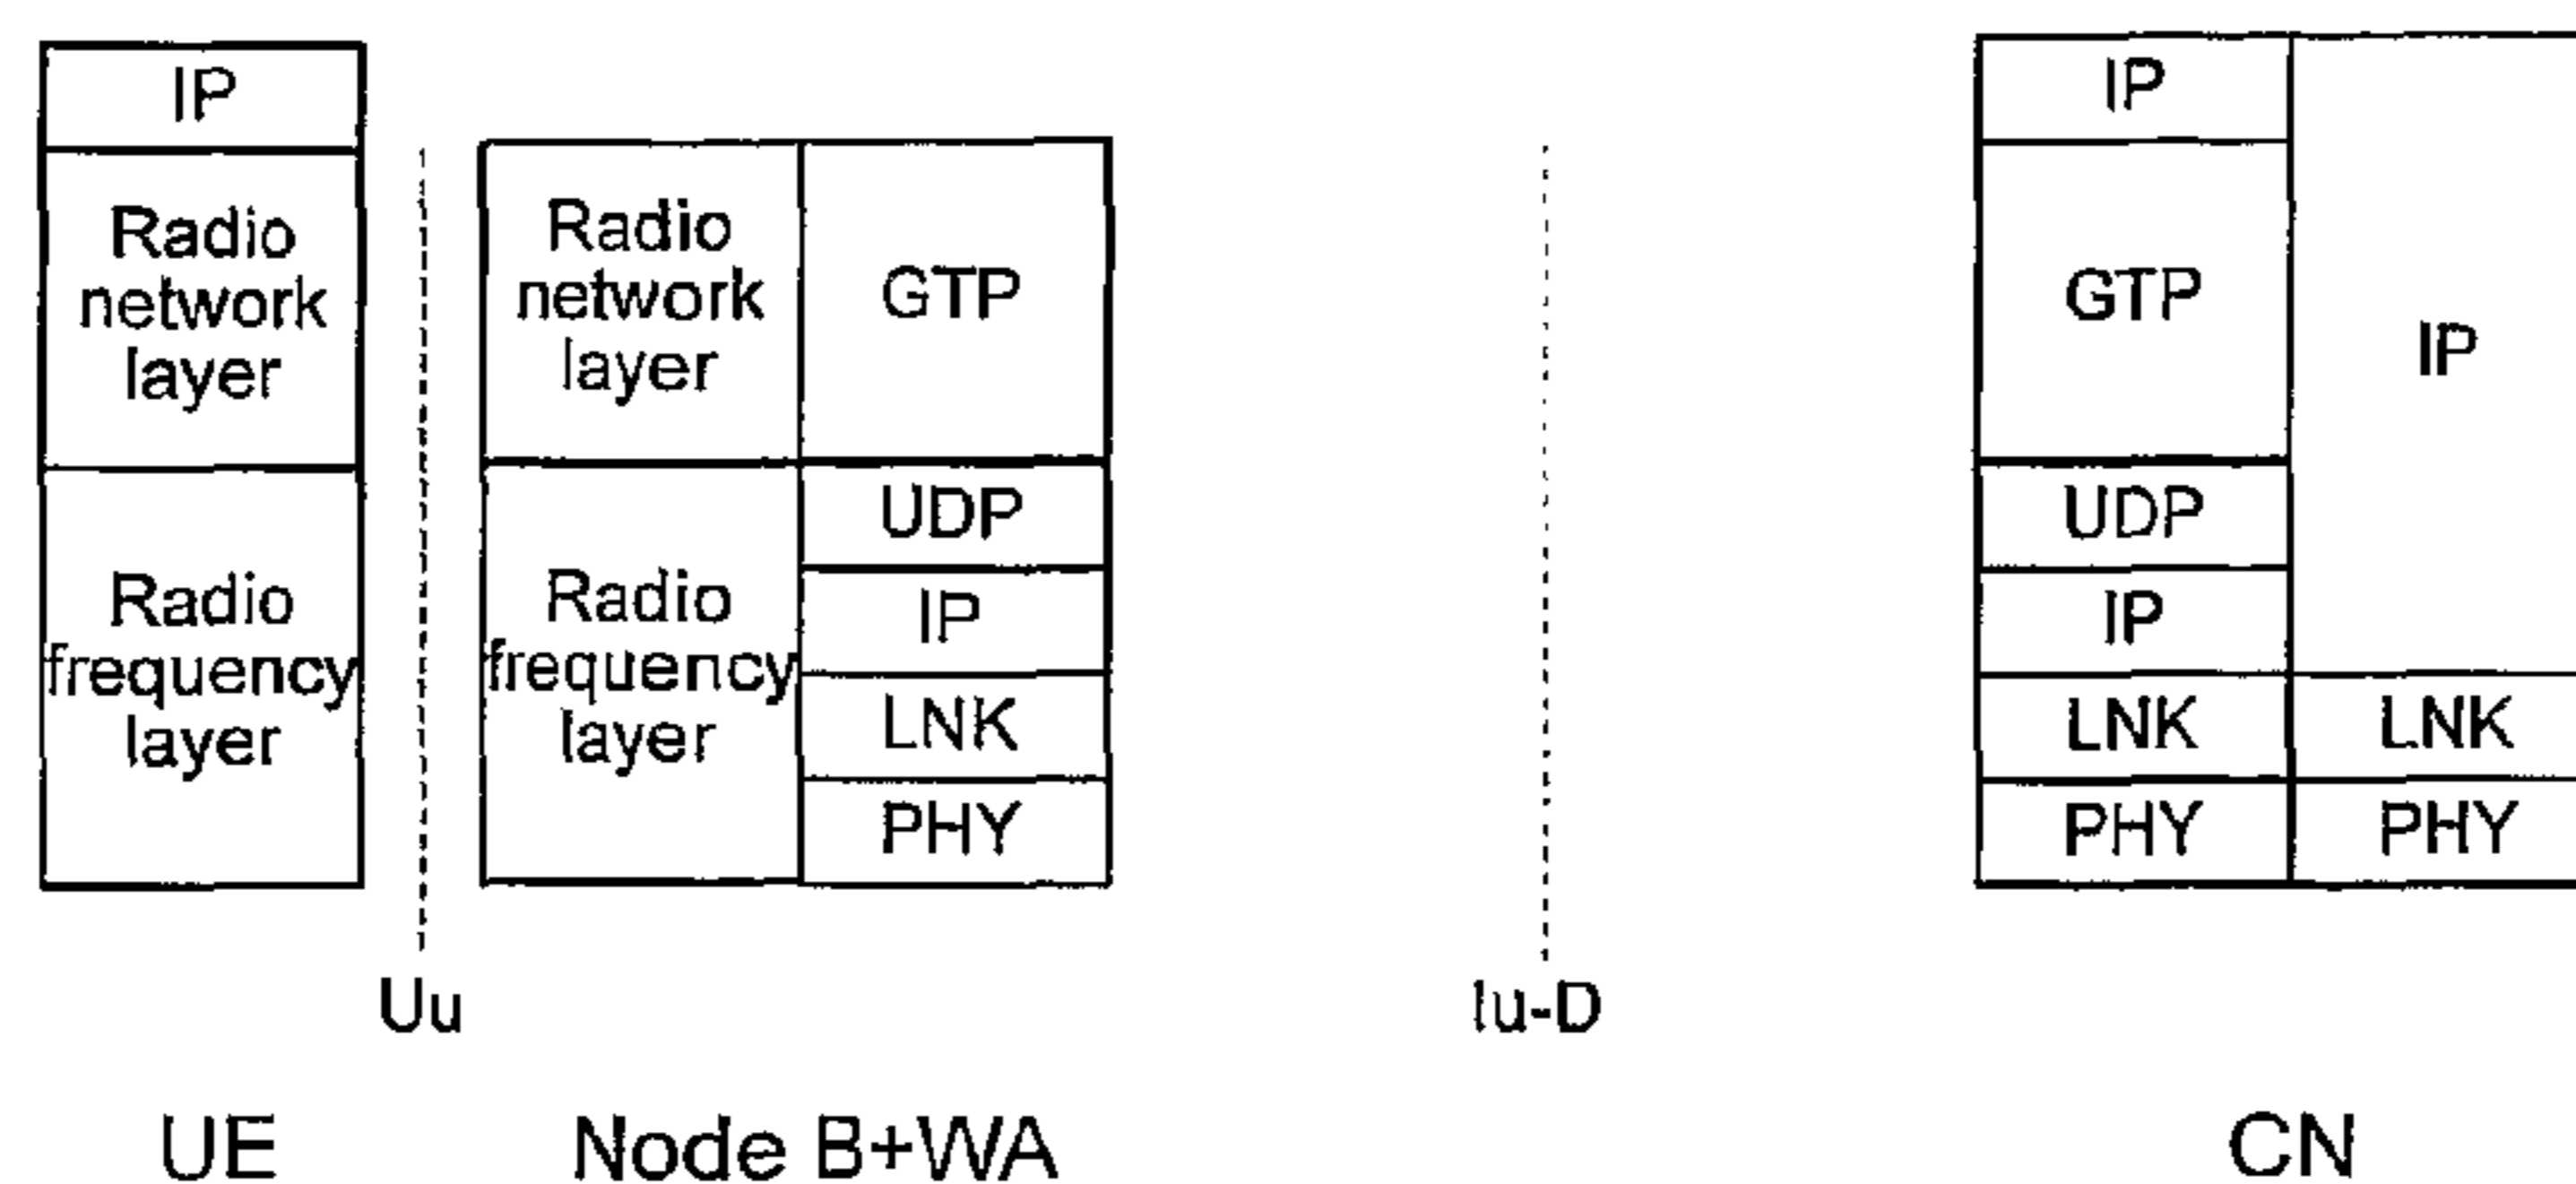 IP
Radio
network
layer
Radio
frequency
layer
Uu
Radio
network
layer
Radio
frequency
layer
GTP
UDP
IP
LNK
PHY
Iu-D
IP
GTP
UDP
IP
LNK
PHY
IP
LNK
PHY
UE
Node B+WA
CN